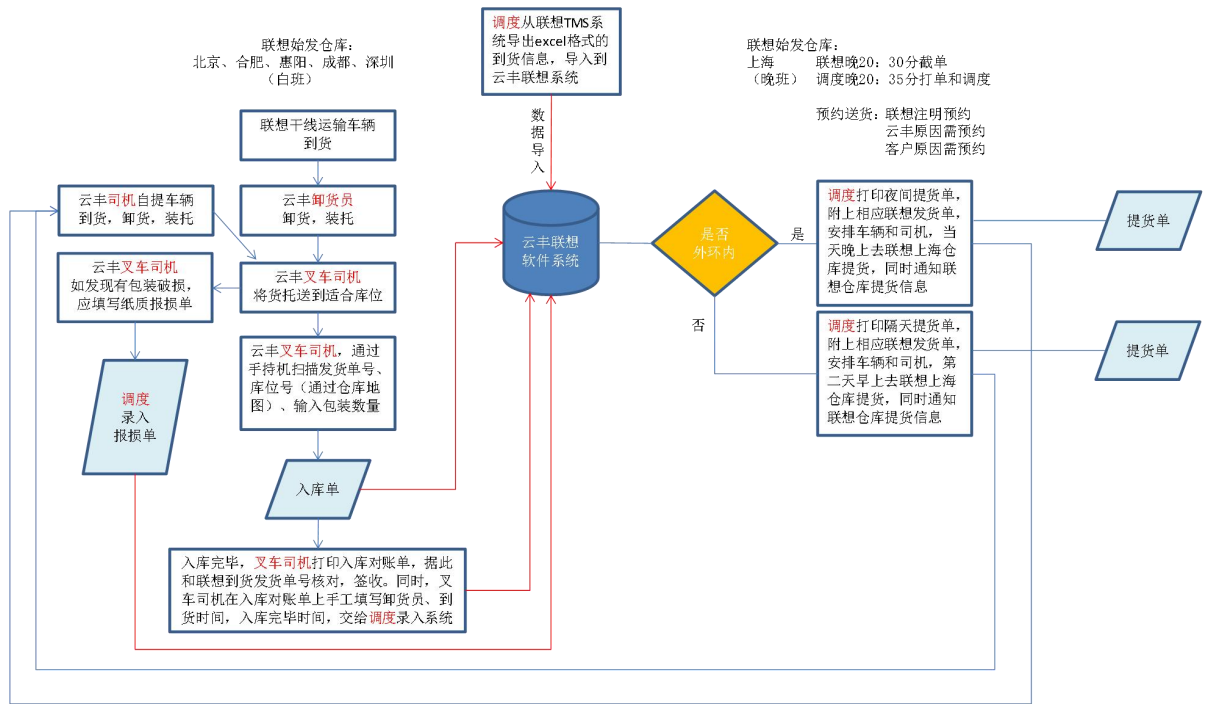 联想始发仓库：
北京、合肥、惠阳、成都、深圳
（白班）
调度从联想TMS系
统导出excel格式的
到货信息，导入到
云丰联想系统
联想始发仓库：
上海 联想晚20：30分截单
（晚班） 调度晚20：35分打单和调度
预约送货：联想注明预约
云丰原因需预约
客户原因需预约
联想干线运输车辆
到货
数
据
导
入
云丰司机自提车辆
到货，卸货，装托
云丰卸货员
卸货，装托
云丰联想
软件系统
是否
外环内
是
调度打印夜间提货单，
附上相应联想发货单，
安排车辆和司机，当
天晚上去联想上海仓
库提货，同时通知联
想仓库提货信息
提货单
云丰叉车司机
如发现有包装破损，
应填写纸质报损单
云丰叉车司机
将货托送到适合库位
否
调度打印隔天提货单，
附上相应联想发货单，
安排车辆和司机，第
二天早上去联想上海
仓库提货，同时通知
联想仓库提货信息
提货单
云丰叉车司机，通过
手持机扫描发货单号、
库位号（通过仓库地
图）、输入包装数量
调度
录入
报损单
入库单
入库完毕，叉车司机打印入库对账单，据此
和联想到货发货单号核对，签收。同时，叉
车司机在入库对账单上手工填写卸货员、到
货时间，入库完毕时间，交给调度录入系统